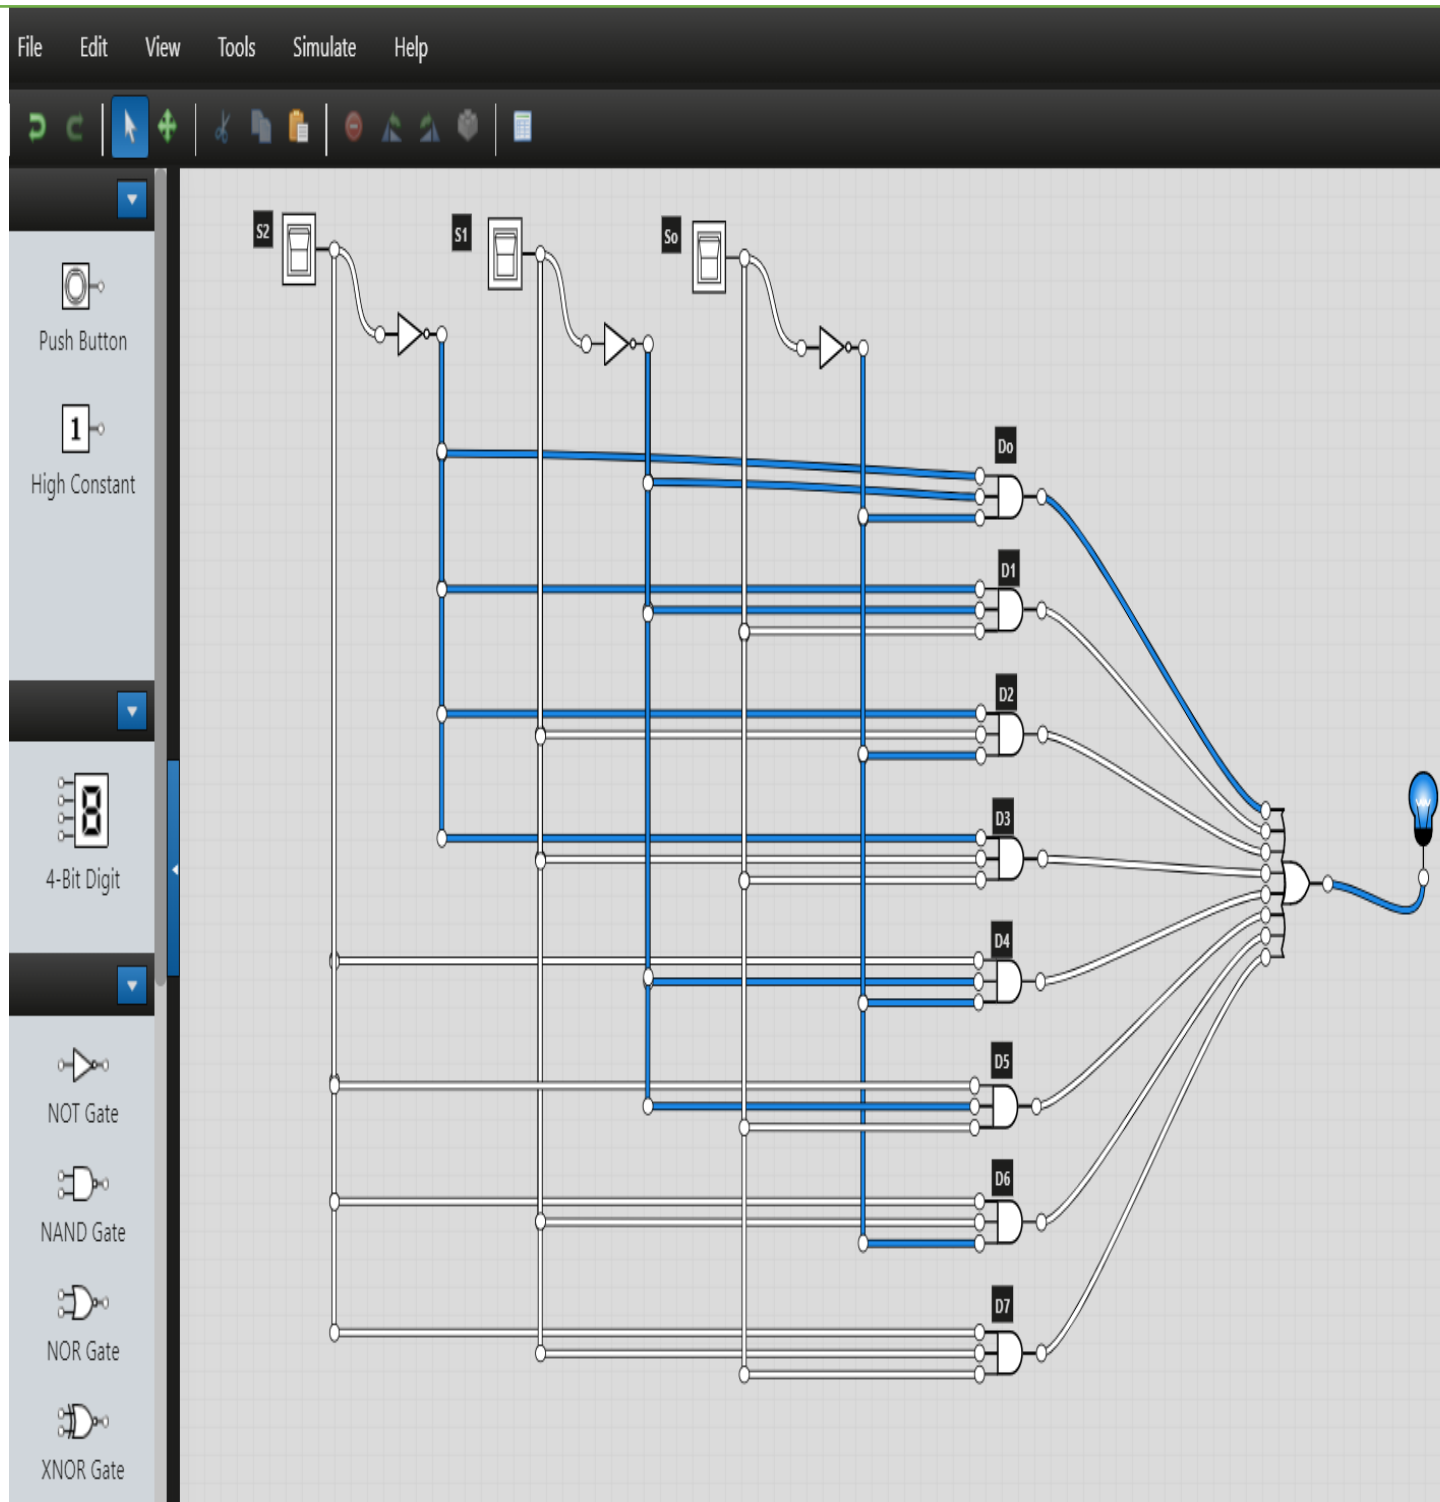 File Edit View Tools Simulate Help
S2
S1
So
Push Button
1
High Constant
Do
D1
D2
D3
4-Bit Digit
D4
D5
NOT Gate
D6
NAND Gate
D7
NOR Gate
XNOR Gate